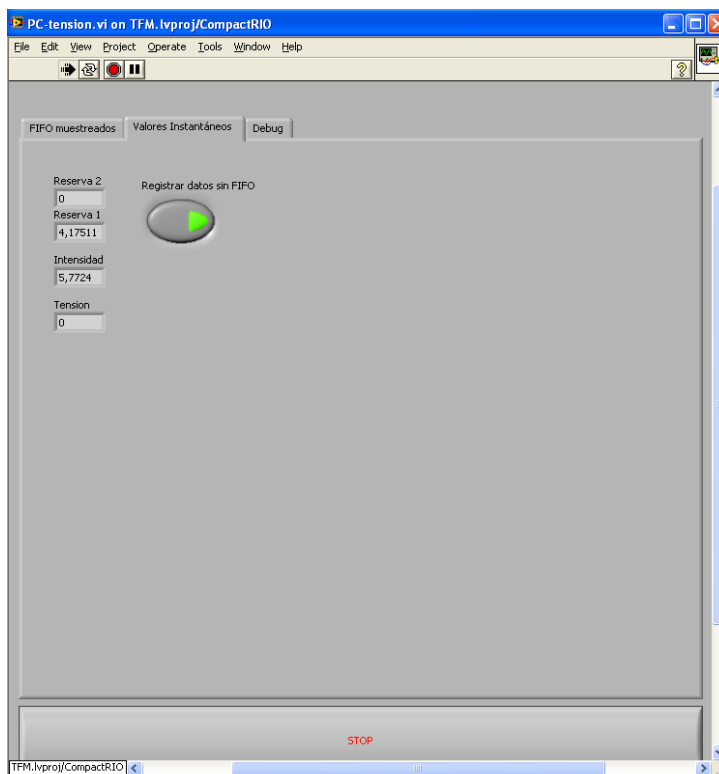 PC-tension.vi on TFM.lvproj/CompactRIO
File Edit View Project Operate Tools Window Help
?
FIFO muestreados Valores Instantáneos Debug
Reserva 2
0
Registrar datos sin FIFO
Reserva 1
4,17511
Intensidad
5,7724
Tension
0
STOP
TFM.lvproj/CompactRIO